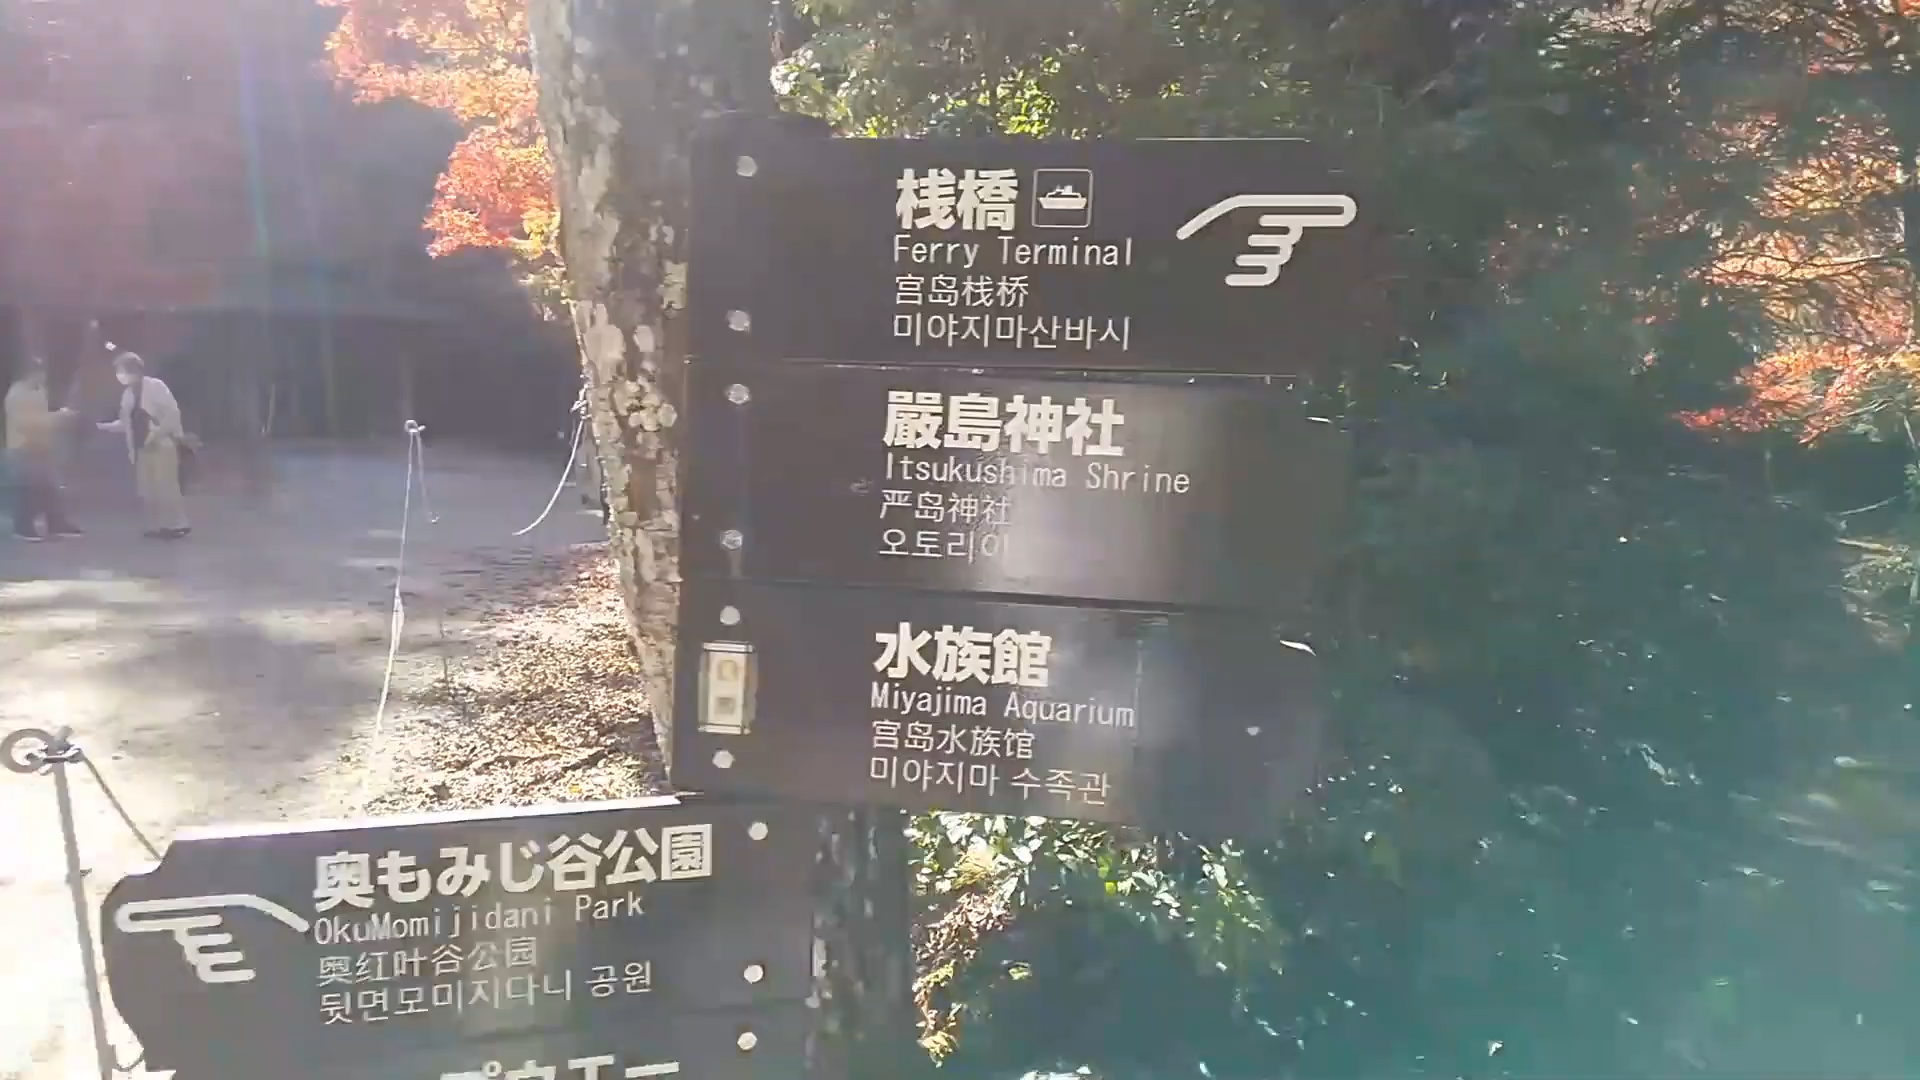 桟橋
Ferry Terminal
宫岛栈桥
미야지마산바시
嚴島神社
Itsukushima Shrine
严岛神社
오토리이
水族館
Miyajima Aquarium
宫岛水族馆
미야지마 수족관
奥もみじ谷公園
OkuMomijidani Park
奥红叶谷公园
뒷면모미지다니 공원